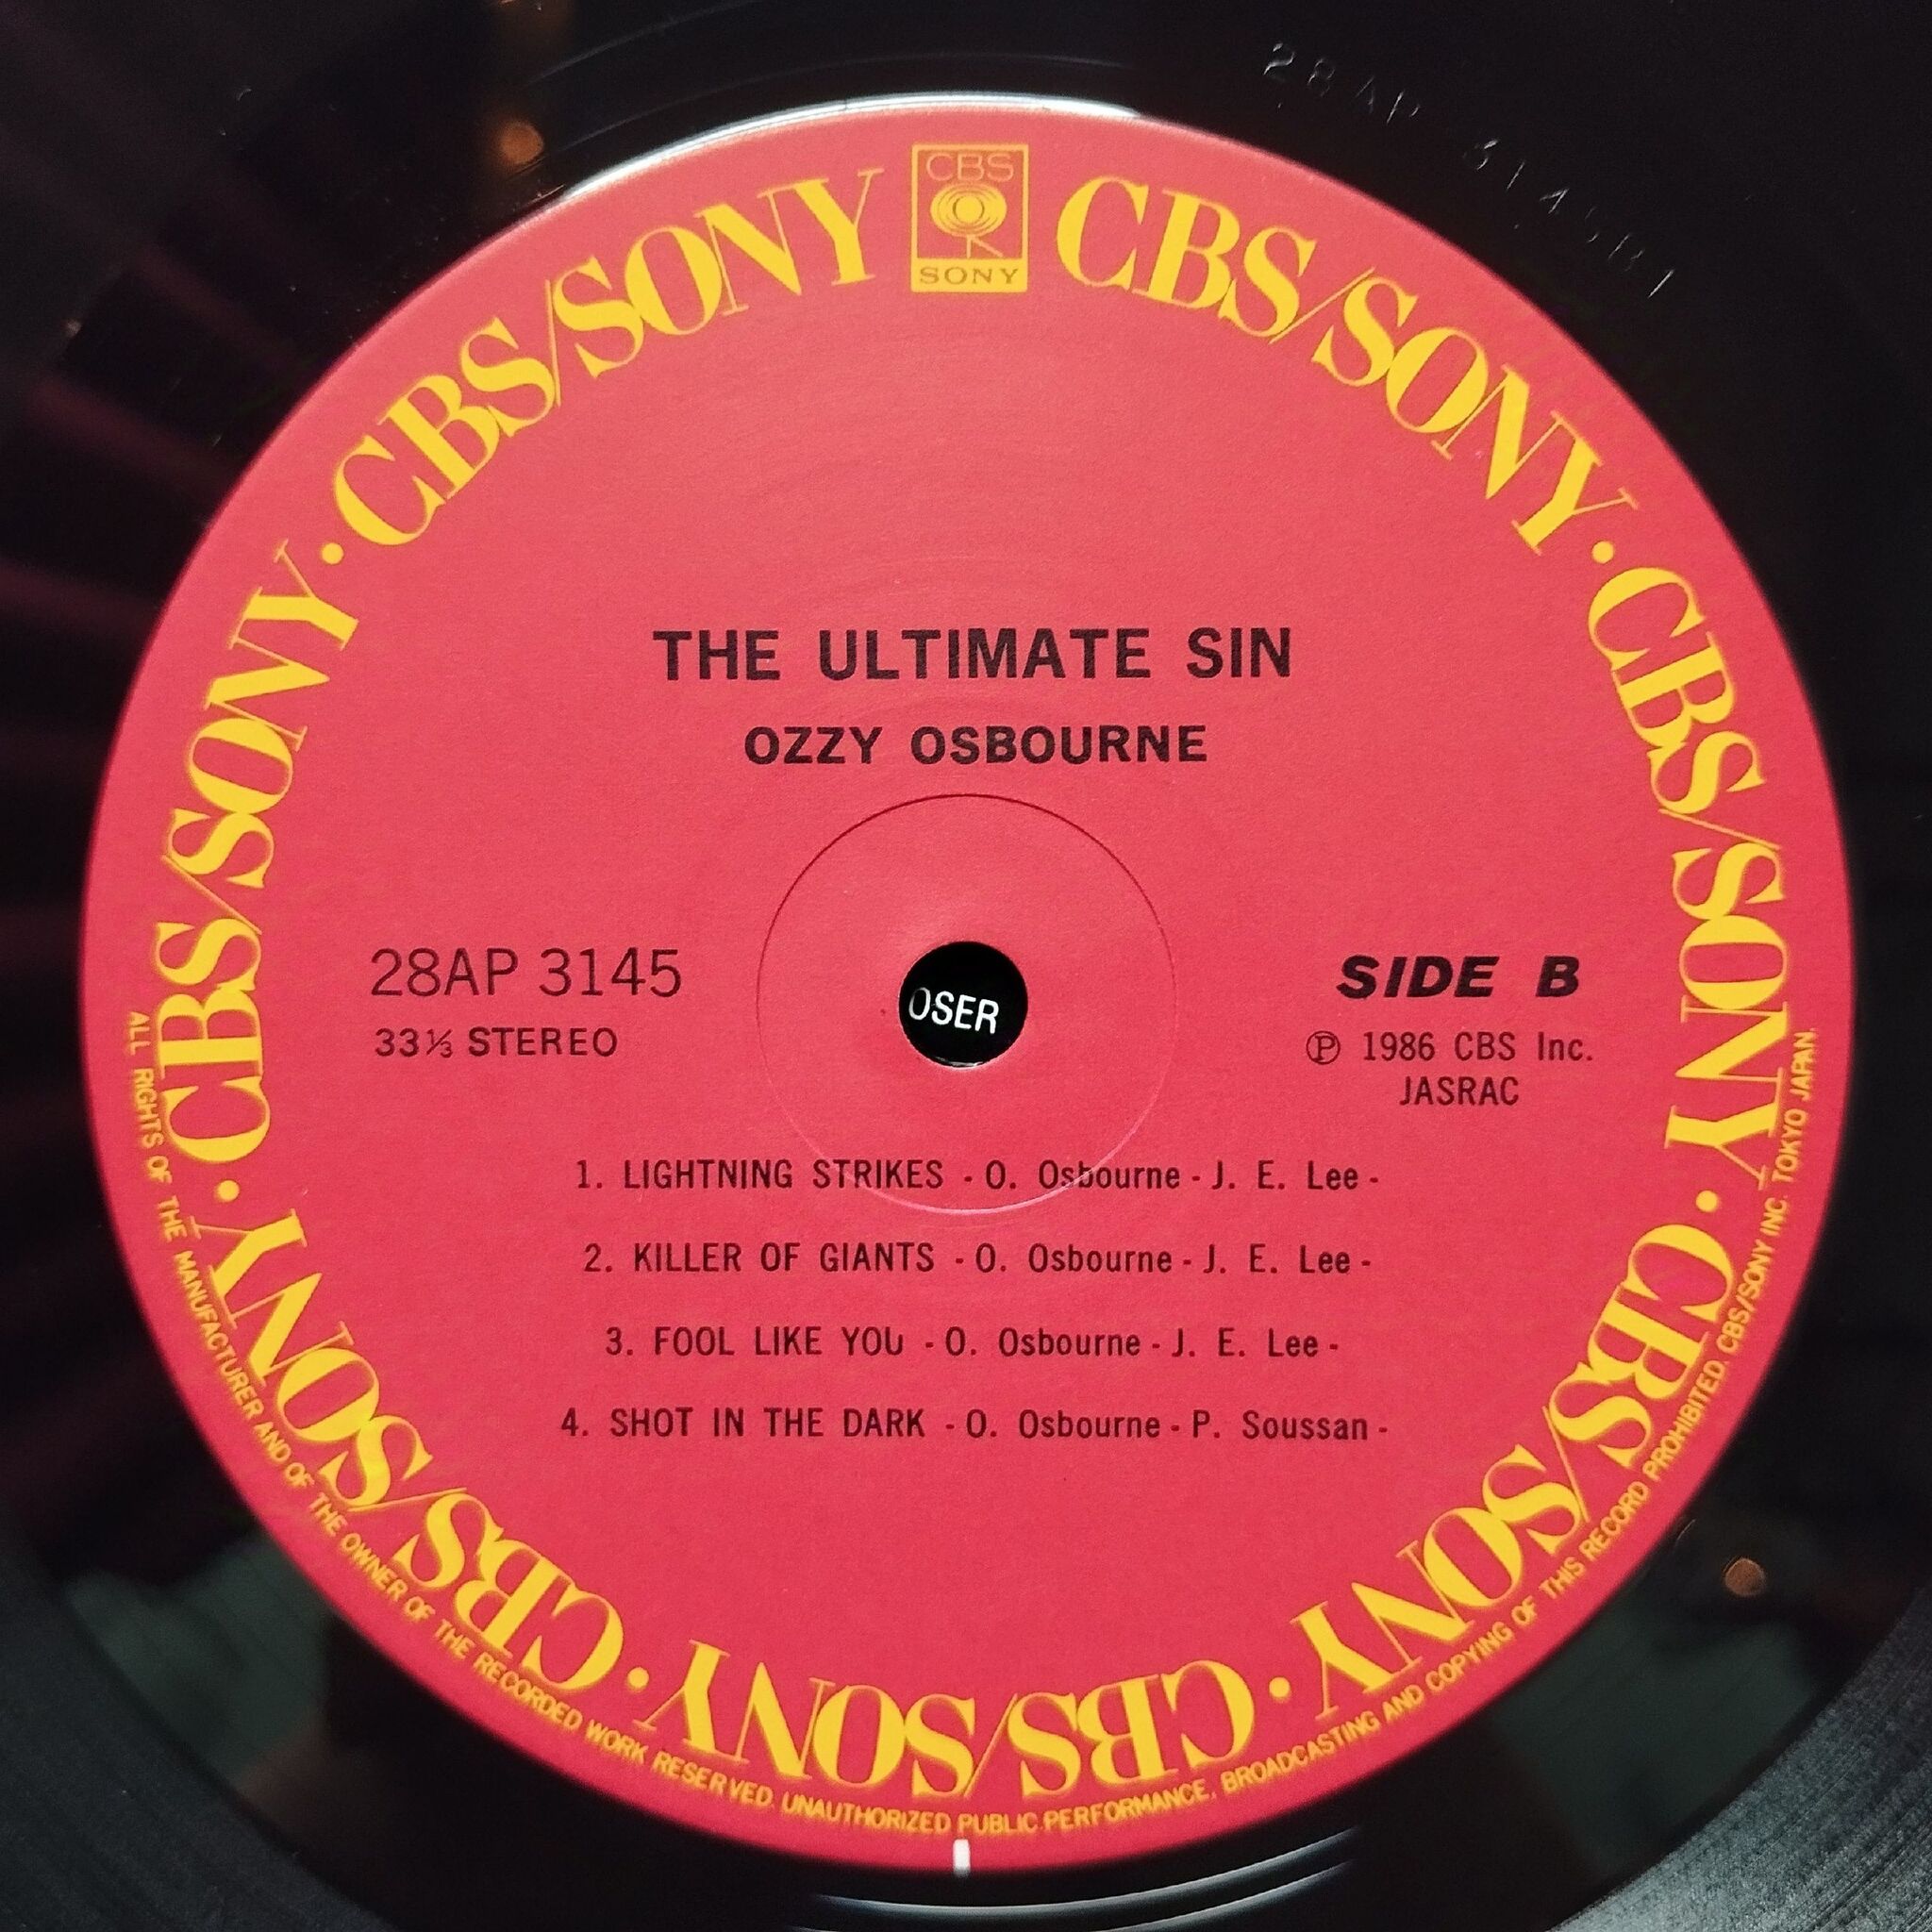 28AP 3145
CBS
SONY
CBS/SONY · CBS/SONY · CBS/SONY · CBS/SONY · CBS/SONY · CBS/SONY · CBS/SONY · CBS/SONY
THE ULTIMATE SIN
OZZY OSBOURNE
28AP 3145
33⅓ STEREO
OSER
SIDE B
Ⓟ 1986 CBS Inc.
JASRAC
1. LIGHTNING STRIKES - O. Osbourne - J. E. Lee -
2. KILLER OF GIANTS - O. Osbourne - J. E. Lee -
3. FOOL LIKE YOU - O. Osbourne - J. E. Lee -
4. SHOT IN THE DARK - O. Osbourne - P. Soussan -
ALL RIGHTS OF THE MANUFACTURER AND OF THE OWNER OF THE RECORDED WORK RESERVED. UNAUTHORIZED PUBLIC PERFORMANCE, BROADCASTING AND COPYING OF THIS RECORD PROHIBITED. CBS/SONY INC. TOKYO JAPAN.